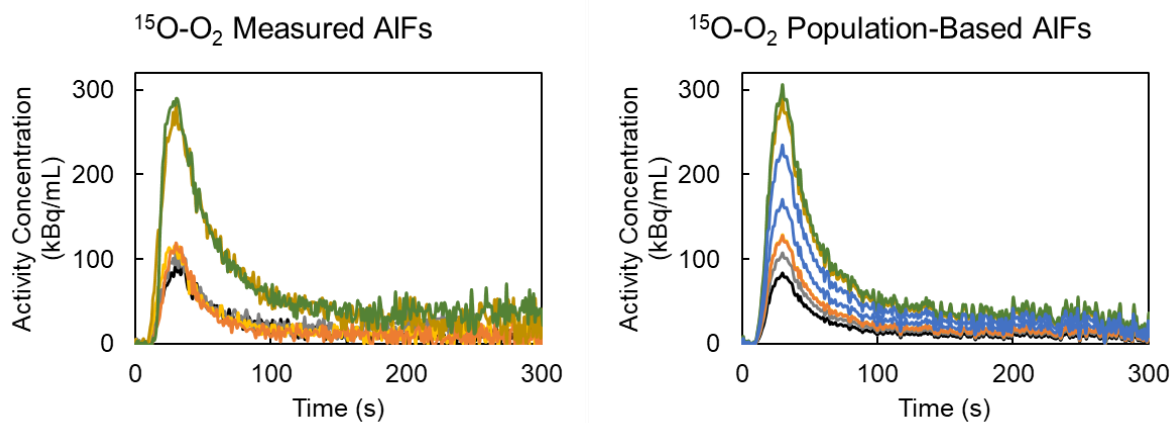 ¹⁵O-O₂ Measured AIFs
Activity Concentration
(kBq/mL)
300
200
100
0
0 100 200 300
Time (s)
¹⁵O-O₂ Population-Based AIFs
Activity Concentration
(kBq/mL)
300
200
100
0
0 100 200 300
Time (s)